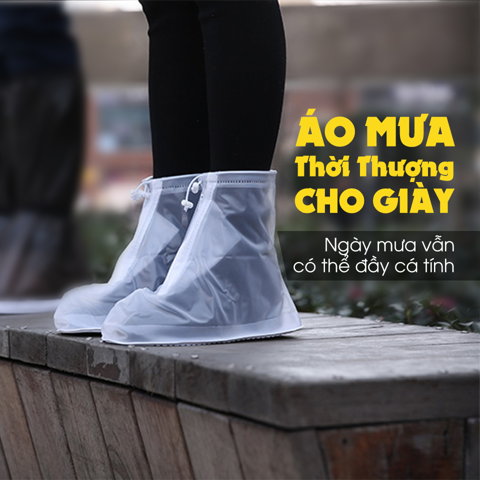 ÁO MƯA
Thời Thượng
CHO GIÀY
Ngày mưa vẫn
có thể đầy cá tính